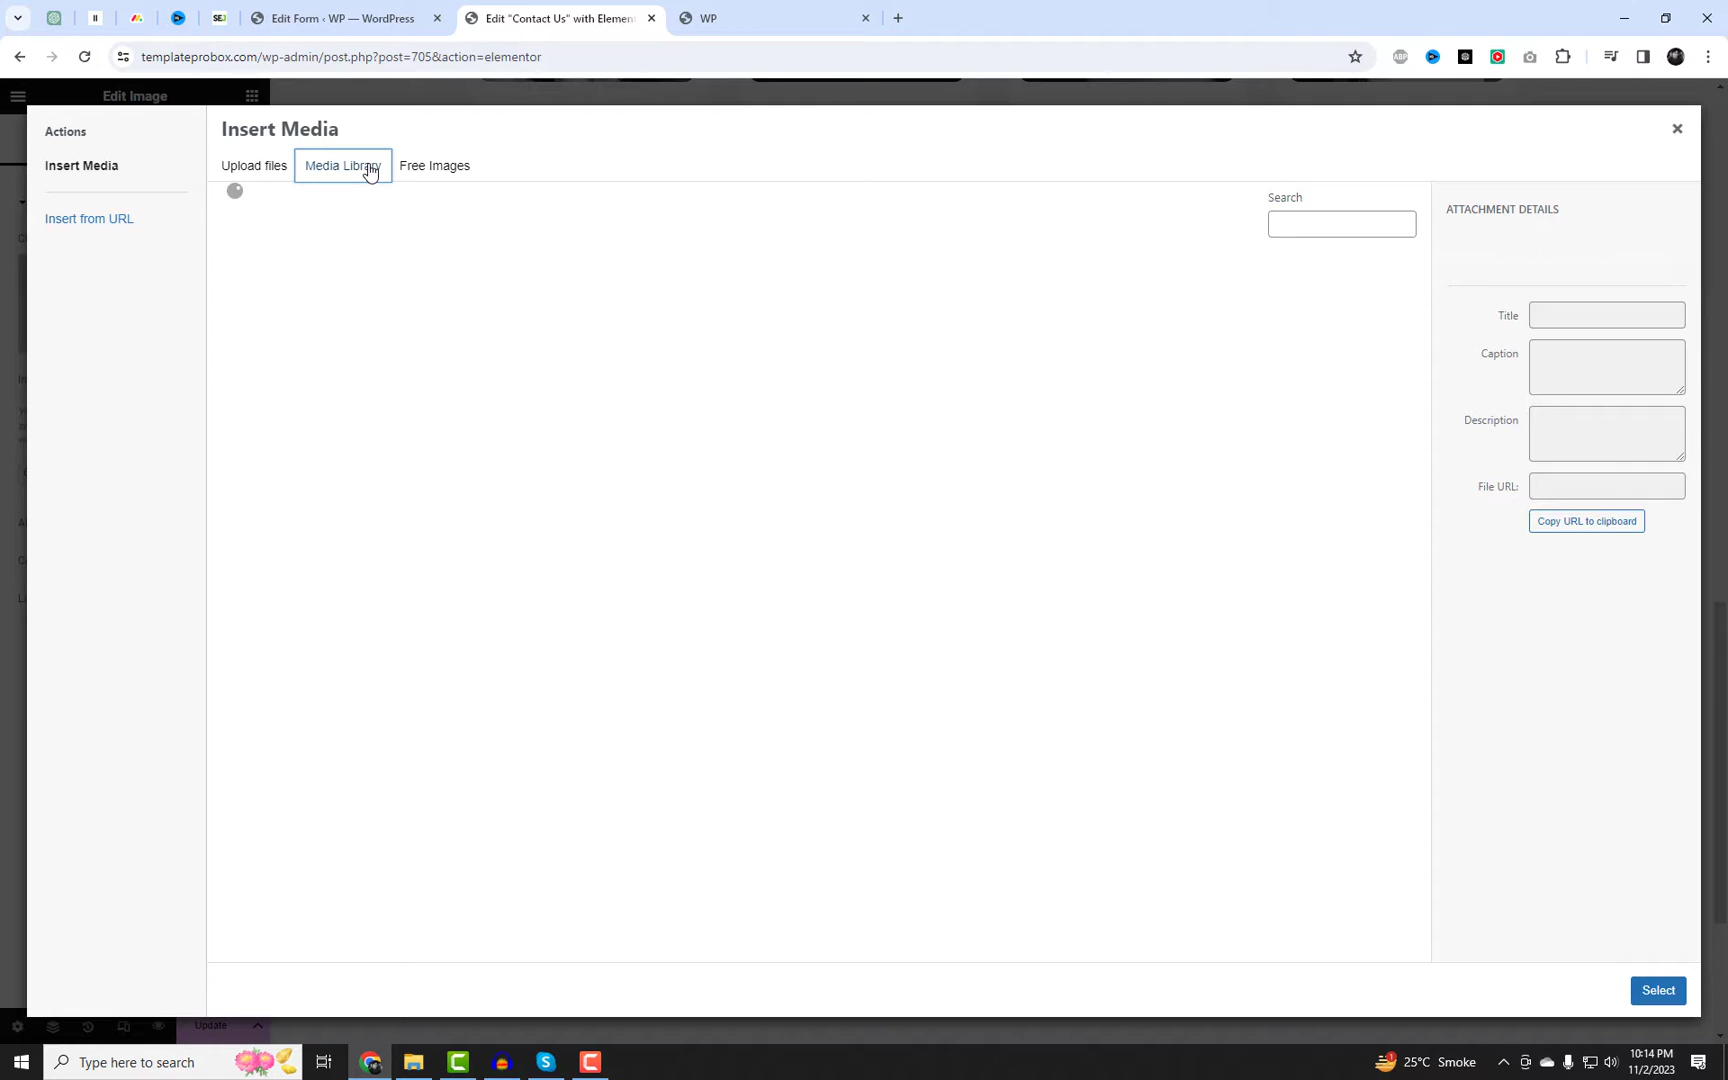 SEJ
Edit Form ‹ WP — WordPress
Edit "Contact Us" with Elemen
WP
templateprobox.com/wp-admin/post.php?post=705&action=elementor
ABP
Edit Image
Actions
Insert Media
Insert from URL
Insert Media
Upload files
Media Library
Free Images
Search
ATTACHMENT DETAILS
Title
Caption
Description
File URL:
Copy URL to clipboard
Select
Update
Type here to search
25°C Smoke
10:14 PM
11/2/2023